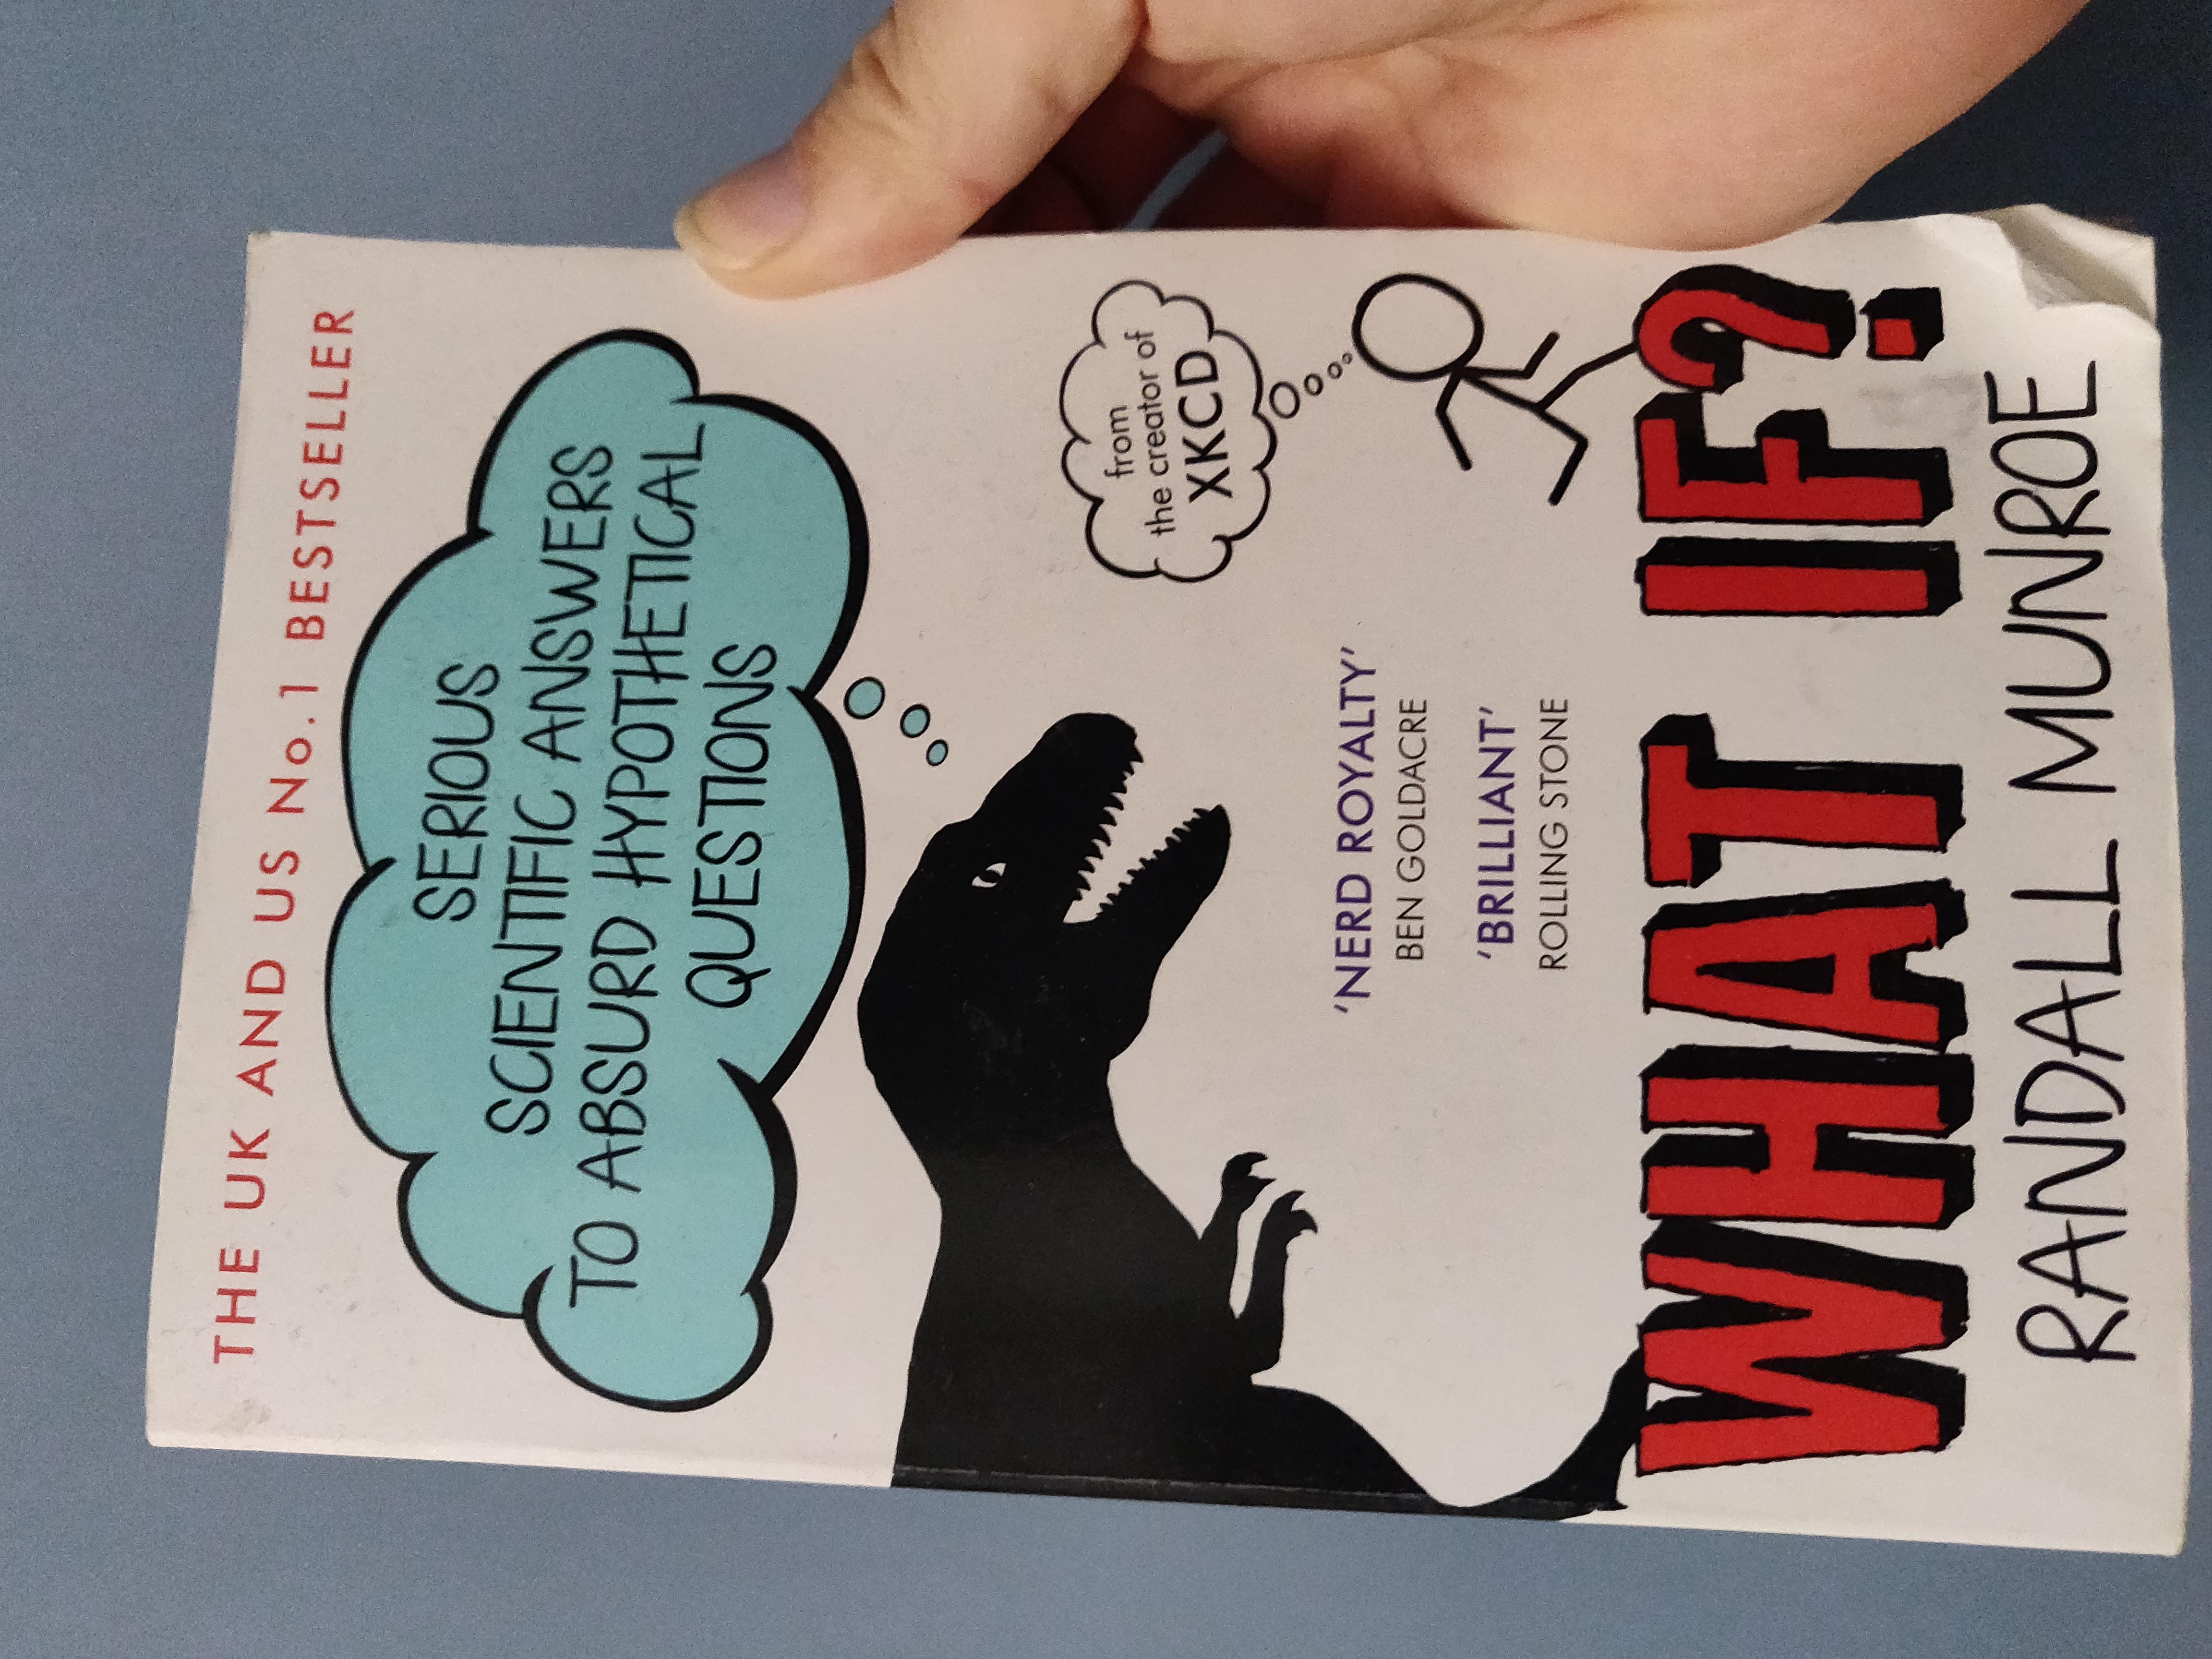 THE UK AND US No.1 BESTSELLER
SERIOUS
SCIENTIFIC ANSWERS
TO ABSURD HYPOTHETICAL
QUESTIONS
from
the creator of
XKCD
‘NERD ROYALTY’
BEN GOLDACRE
‘BRILLIANT’
ROLLING STONE
WHAT IF?
RANDALL MUNROE